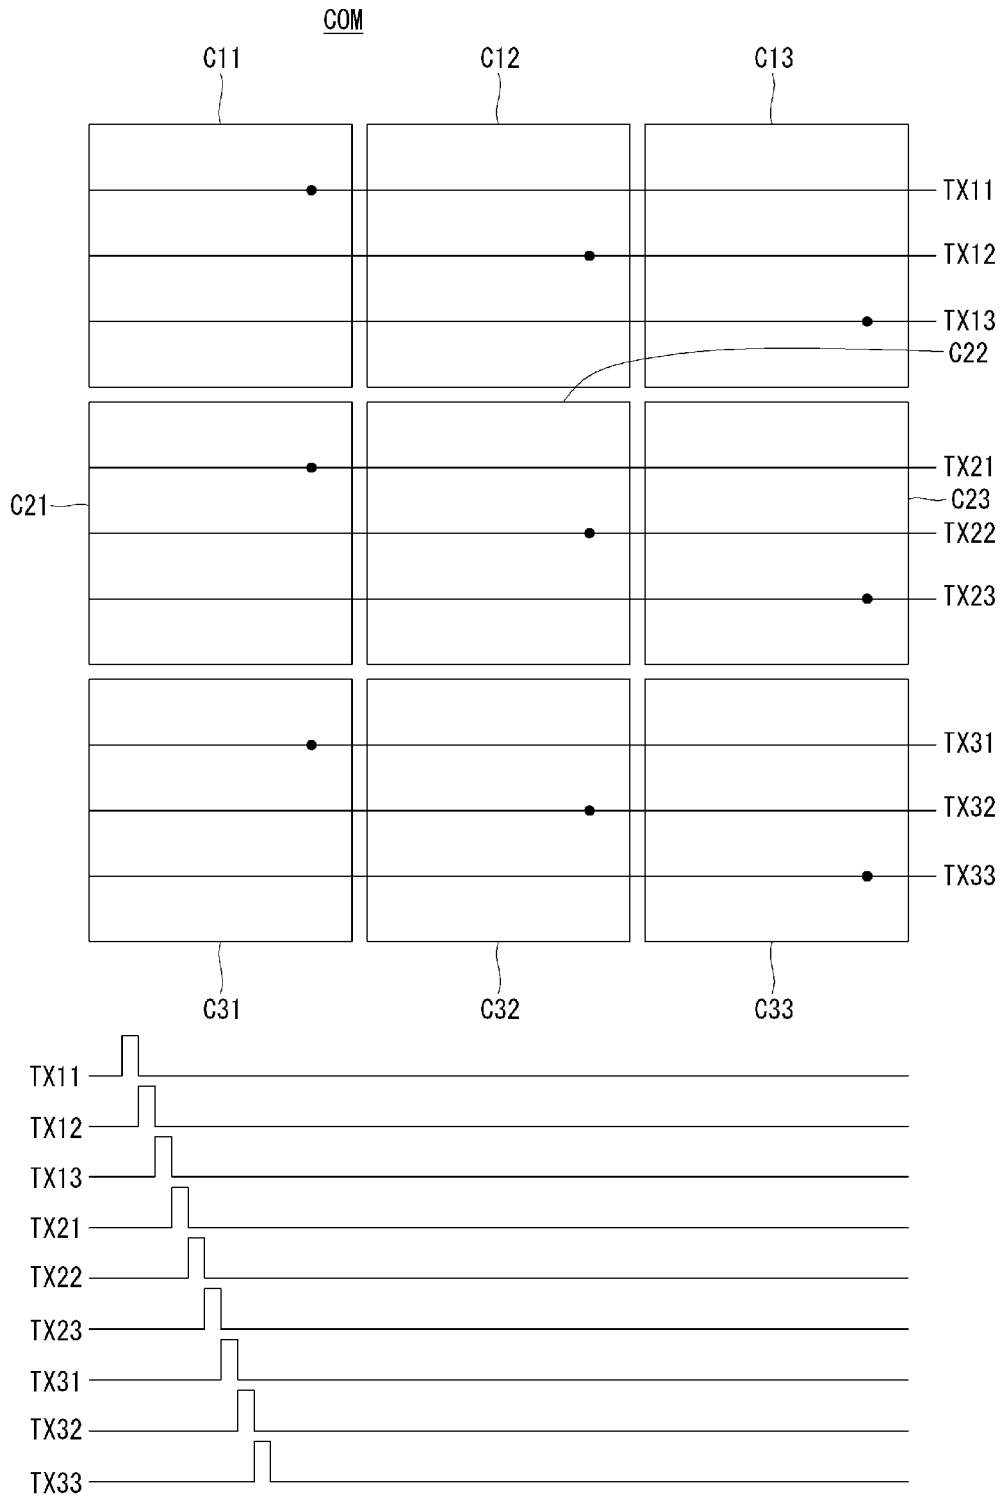 COM
C11 C12 C13
TX11
TX12
TX13
C22
TX21
C21 C23
TX22
TX23
TX31
TX32
TX33
C31 C32 C33
TX11
TX12
TX13
TX21
TX22
TX23
TX31
TX32
TX33